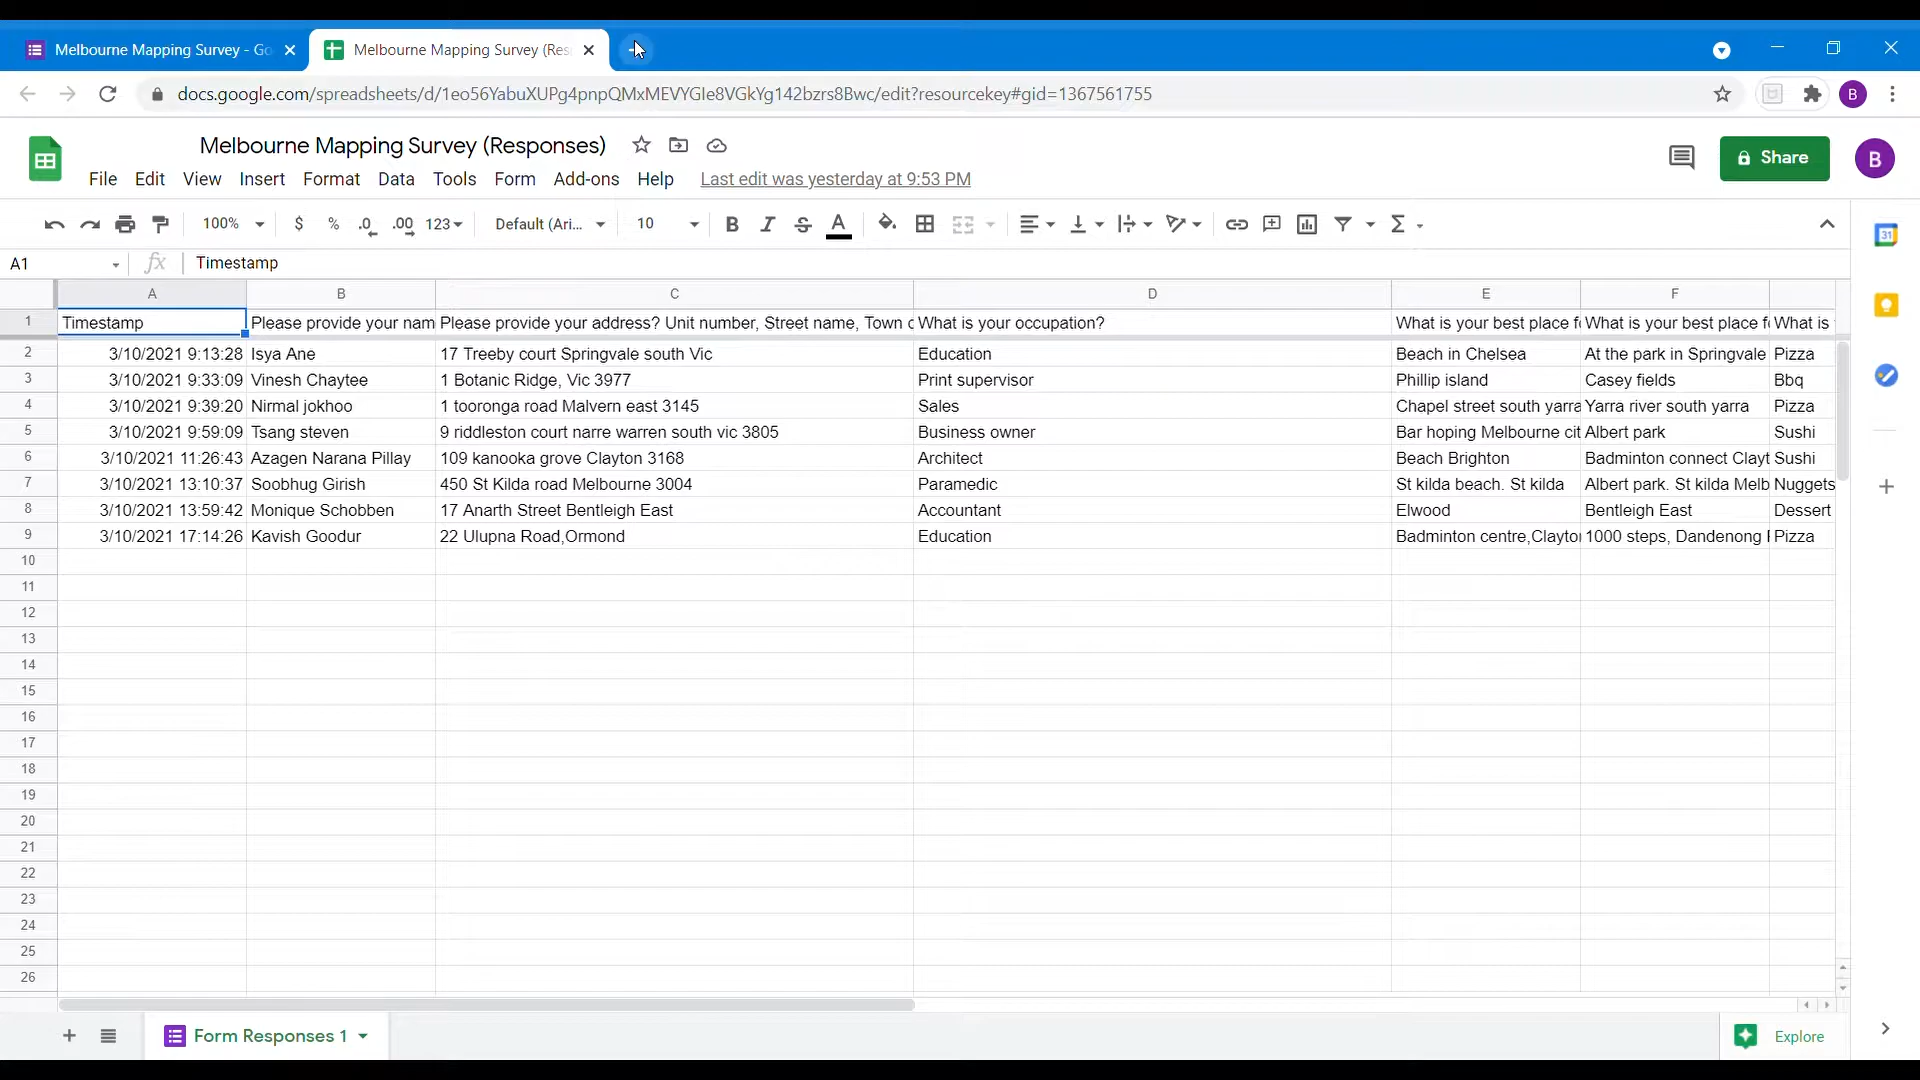 Melbourne Mapping Survey - Go
Melbourne Mapping Survey (Res
docs.google.com/spreadsheets/d/1eo56YabuXUPg4pnpQMxMEVYGIe8VGkYg142bzrs8Bwc/edit?resourcekey#gid=1367561755
B
Melbourne Mapping Survey (Responses)
Share
B
File Edit View Insert Format Data Tools Form Add-ons Help Last edit was yesterday at 9:53 PM
100% $ % .0 .00 123 Default (Ari... 10 B I S A Σ
31
A1 fx Timestamp
A B C D E F
1 Timestamp Please provide your nam Please provide your address? Unit number, Street name, Town c What is your occupation? What is your best place f What is your best place f What is
2 3/10/2021 9:13:28 Isya Ane 17 Treeby court Springvale south Vic Education Beach in Chelsea At the park in Springvale Pizza
3 3/10/2021 9:33:09 Vinesh Chaytee 1 Botanic Ridge, Vic 3977 Print supervisor Phillip island Casey fields Bbq
4 3/10/2021 9:39:20 Nirmal jokhoo 1 tooronga road Malvern east 3145 Sales Chapel street south yarra Yarra river south yarra Pizza
5 3/10/2021 9:59:09 Tsang steven 9 riddleston court narre warren south vic 3805 Business owner Bar hoping Melbourne cit Albert park Sushi
6 3/10/2021 11:26:43 Azagen Narana Pillay 109 kanooka grove Clayton 3168 Architect Beach Brighton Badminton connect Clayt Sushi
7 3/10/2021 13:10:37 Soobhug Girish 450 St Kilda road Melbourne 3004 Paramedic St kilda beach. St kilda Albert park. St kilda Melb Nuggets
8 3/10/2021 13:59:42 Monique Schobben 17 Anarth Street Bentleigh East Accountant Elwood Bentleigh East Dessert
9 3/10/2021 17:14:26 Kavish Goodur 22 Ulupna Road,Ormond Education Badminton centre,Clayto 1000 steps, Dandenong Pizza
10
11
12
13
14
15
16
17
18
19
20
21
22
23
24
25
26
Form Responses 1
Explore